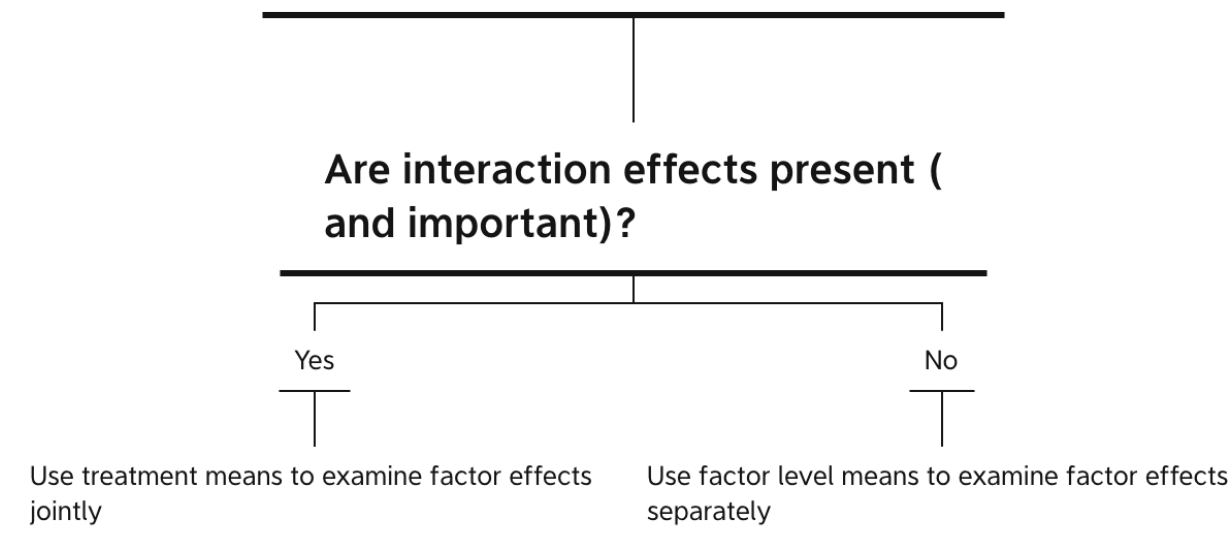 Are interaction effects present (
and important)?
Yes
No
Use treatment means to examine factor effects
jointly
Use factor level means to examine factor effects
separately